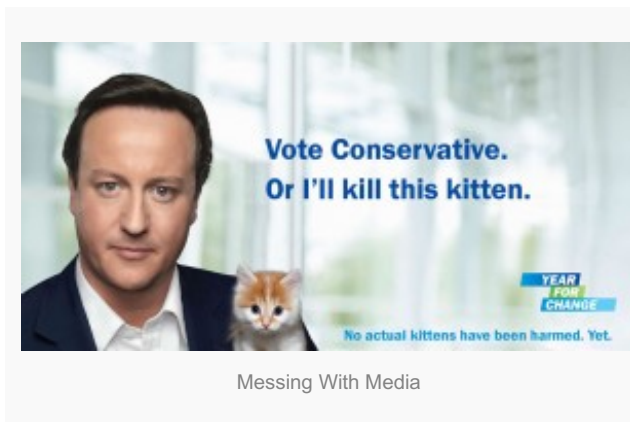 Vote Conservative.
Or I'll kill this kitten.
YEAR
FOR
CHANGE
No actual kittens have been harmed. Yet.
Messing With Media